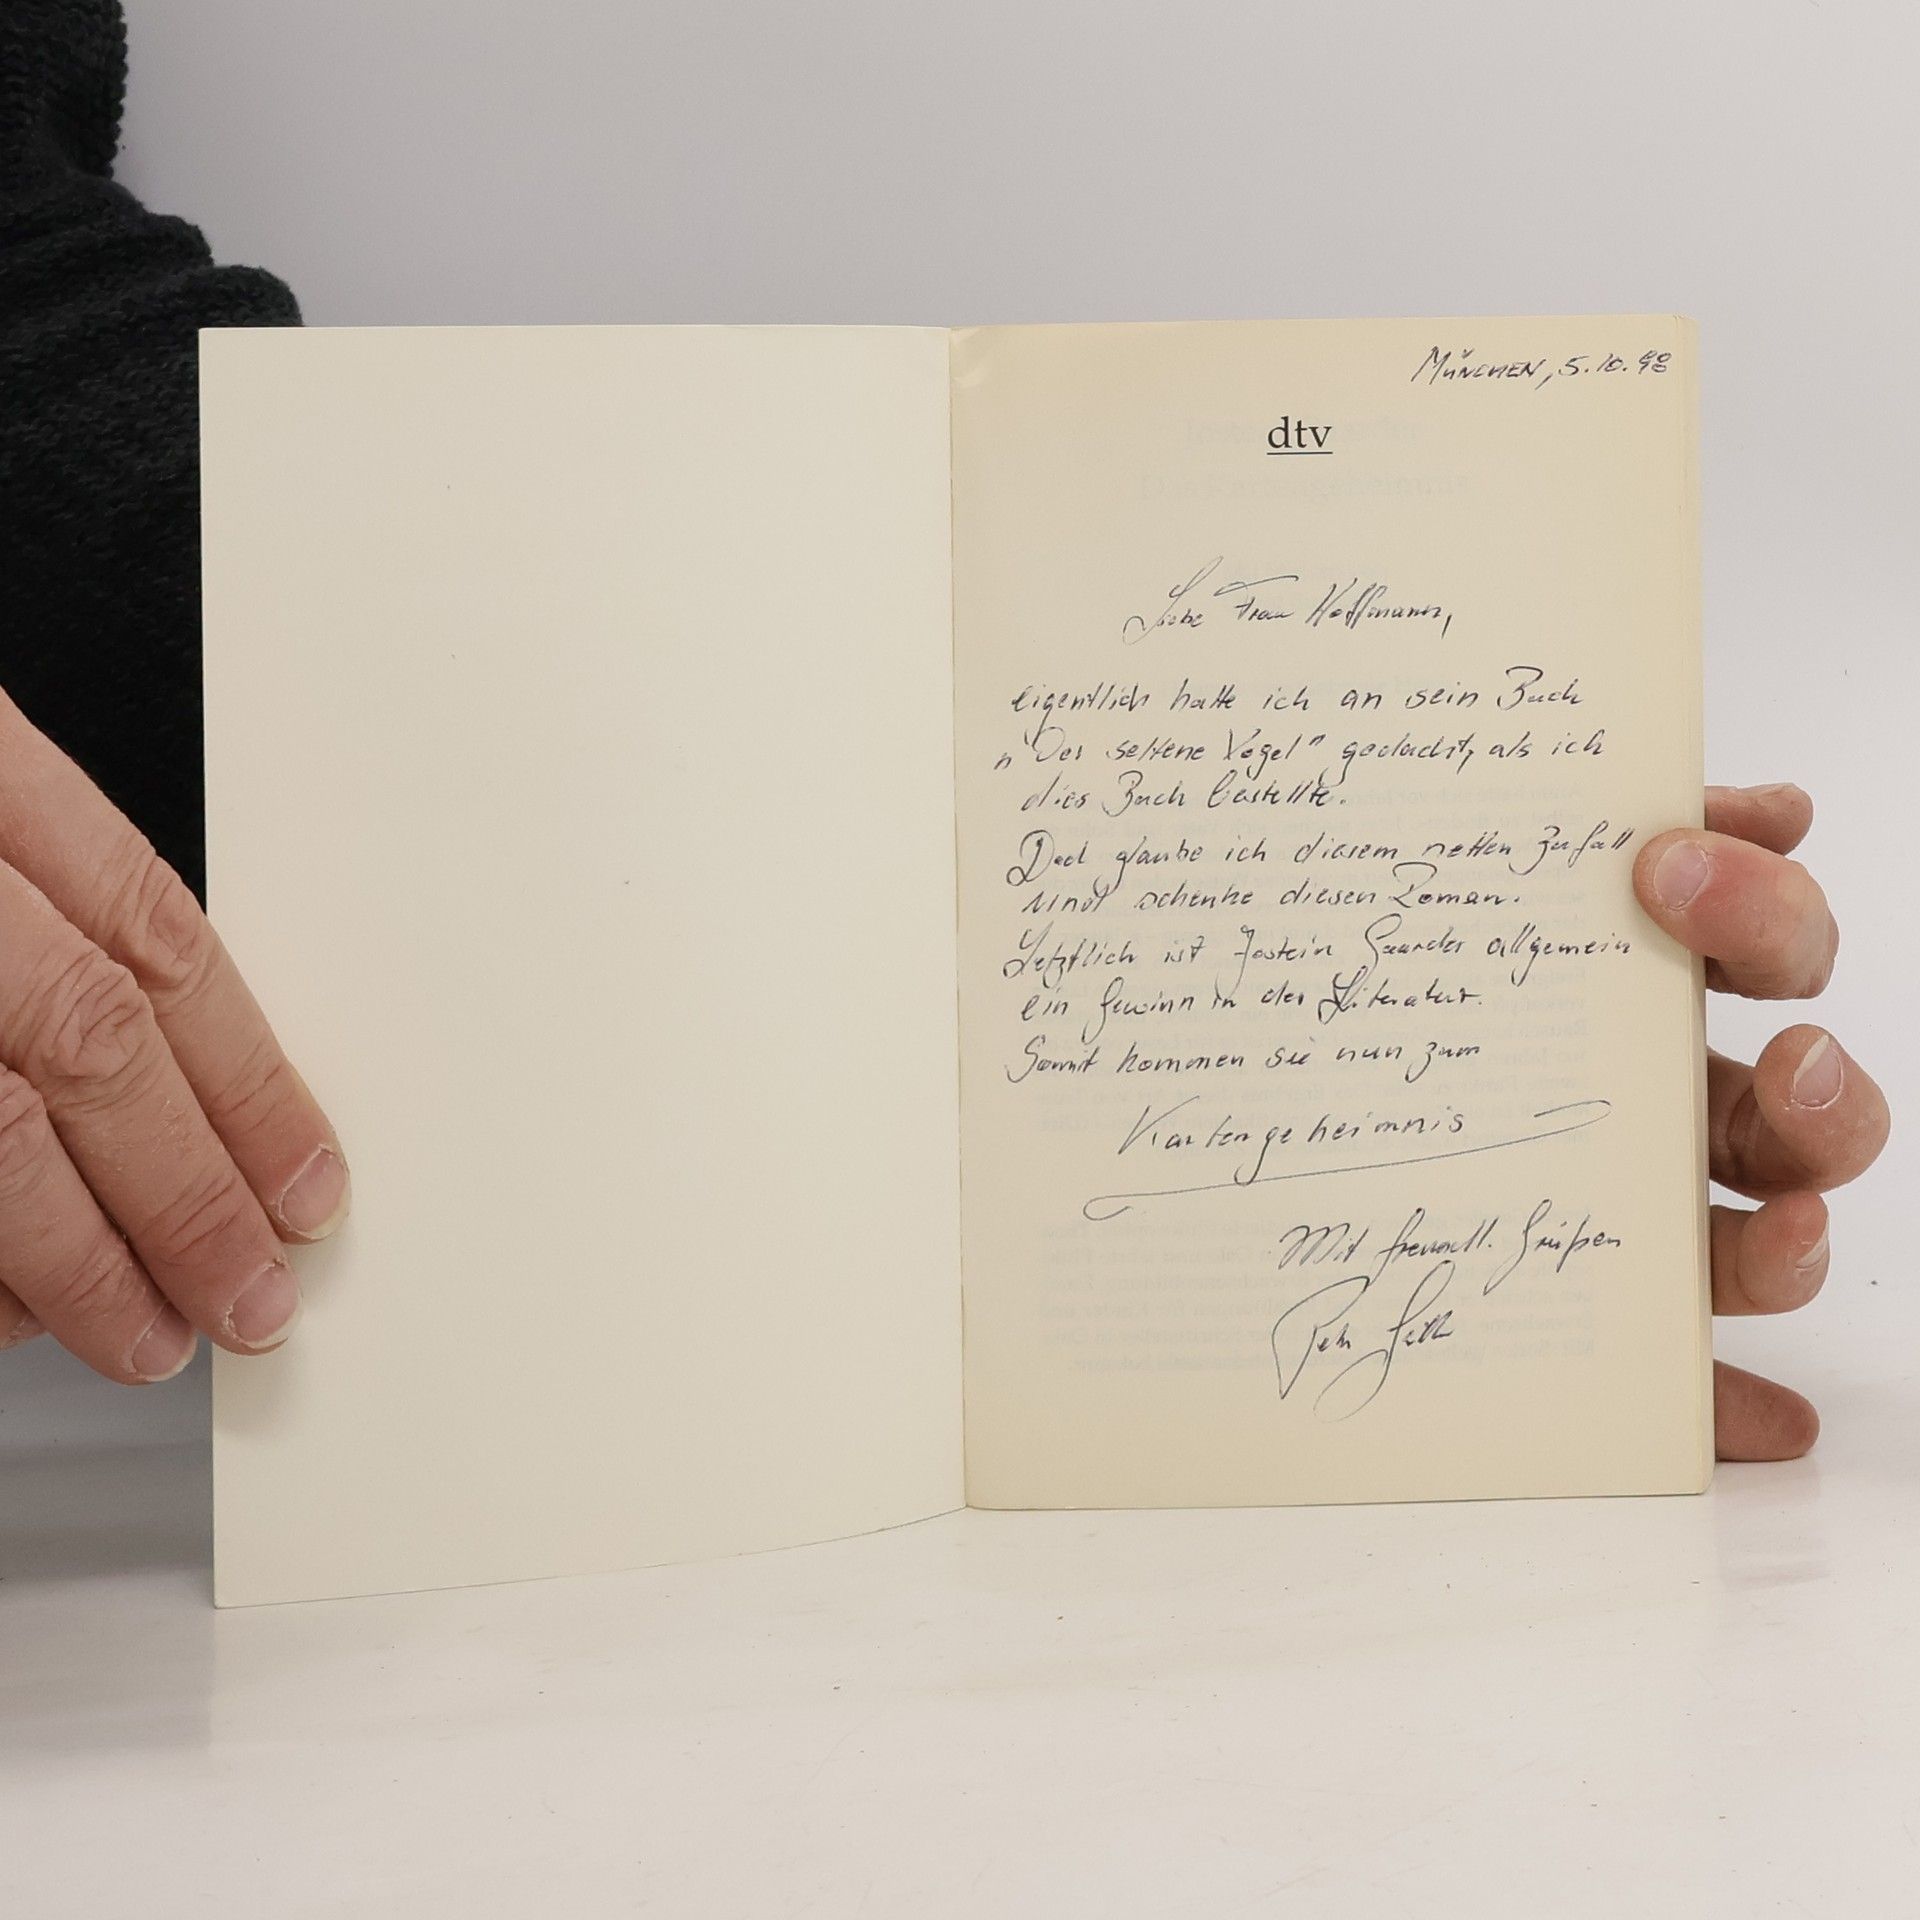 MÜNCHEN, 5.10.98
dtv
Liebe Frau Hoffmann,
eigentlich hatte ich an sein Buch
"Der seltene Vogel" gedacht, als ich
dies Buch bestellte.
glaube ich diesem netten Zufall
und schenke diesen Roman.
Letztlich ist Jostein Gaarder allgemein
ein Gewinn in der Literatur.
Somit kommen sie nun zum
Kartengeheimnis
Mit freundl. Grüßen